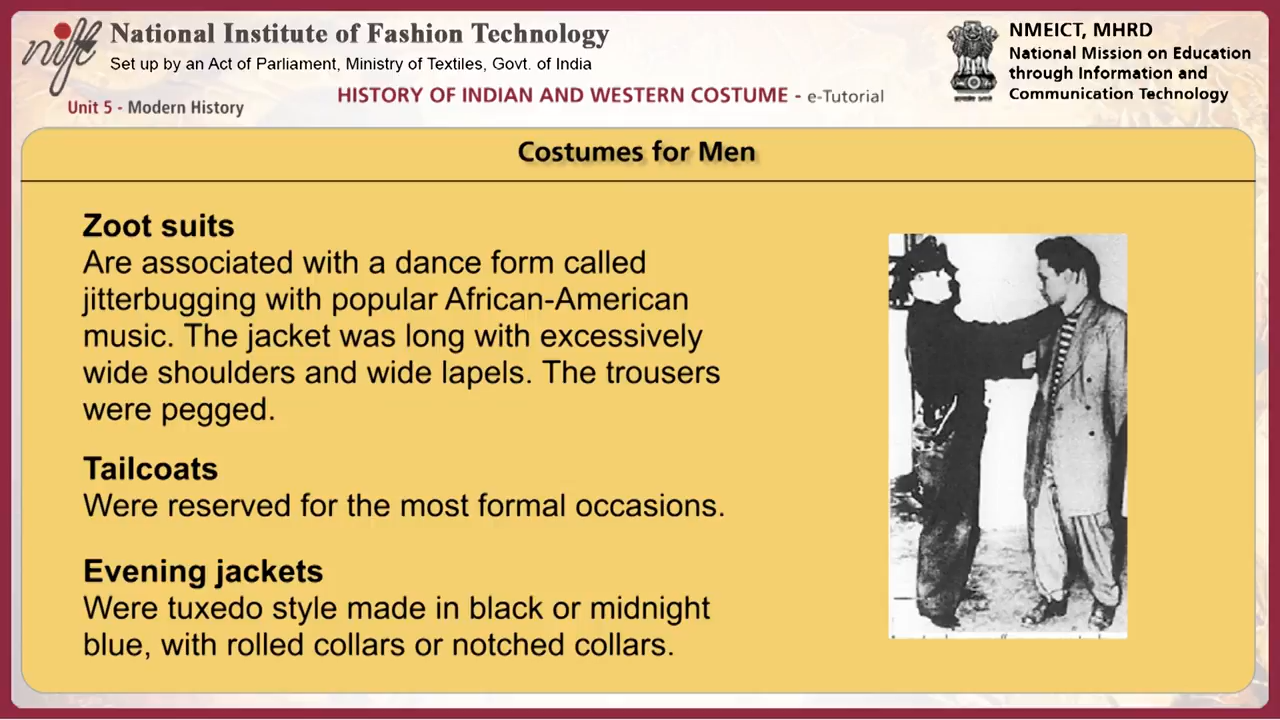 nift
National Institute of Fashion Technology
Set up by an Act of Parliament, Ministry of Textiles, Govt. of India
Unit 5 - Modern History
HISTORY OF INDIAN AND WESTERN COSTUME - e-Tutorial
NMEICT, MHRD
National Mission on Education
through Information and
Communication Technology
Costumes for Men
Zoot suits
Are associated with a dance form called
jitterbugging with popular African-American
music. The jacket was long with excessively
wide shoulders and wide lapels. The trousers
were pegged.
Tailcoats
Were reserved for the most formal occasions.
Evening jackets
Were tuxedo style made in black or midnight
blue, with rolled collars or notched collars.